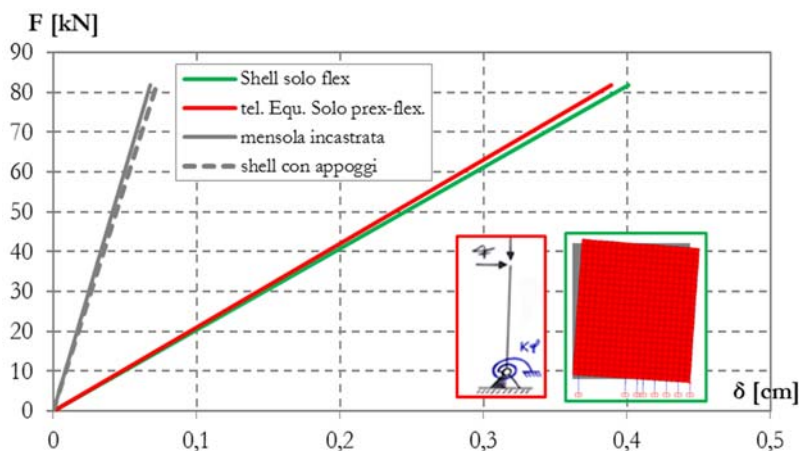 F [kN]
90
80
70
60
50
40
30
20
10
0
Shell solo flex
tel. Equ. Solo prex-flex.
mensola incastrata
shell con appoggi
δ [cm]
0
0,1
0,2
0,3
0,4
0,5